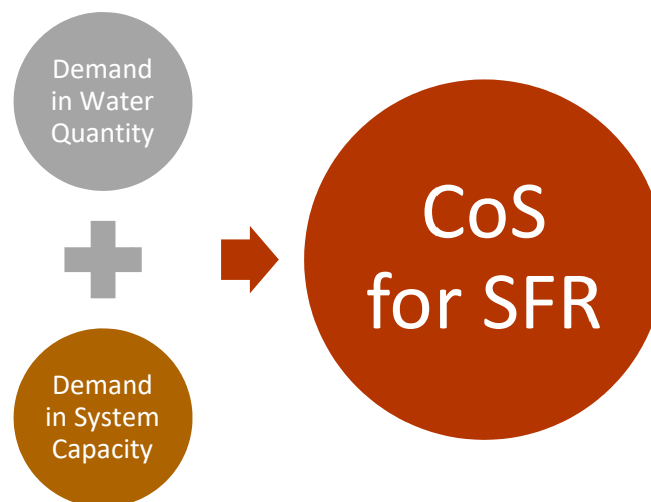 Demand
in Water
Quantity
Demand
in System
Capacity
CoS
for SFR